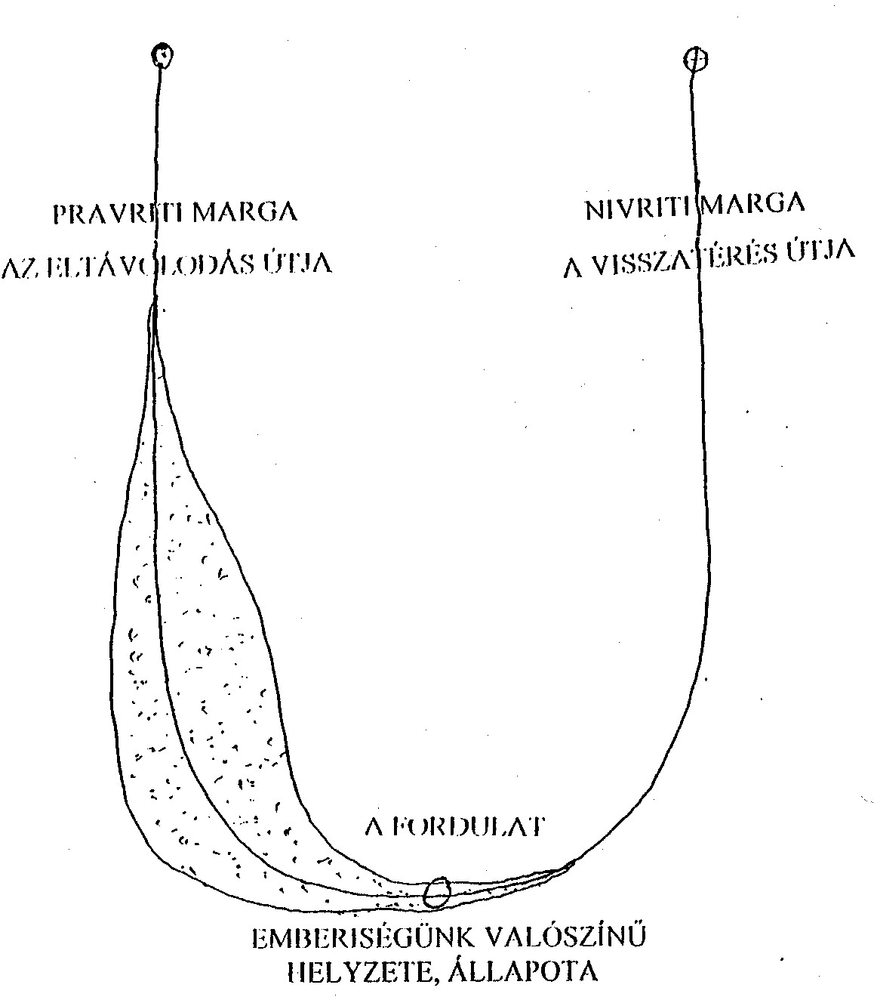 PRAVRITI MARGA
AZ ELTÁVOLODÁS ÚTJA
NIVRITI MARGA
A VISSZATÉRÉS ÚTJA
A FORDULAT
EMBERISÉGÜNK VALÓSZÍNŰ
HELYZETE, ÁLLAPOTA